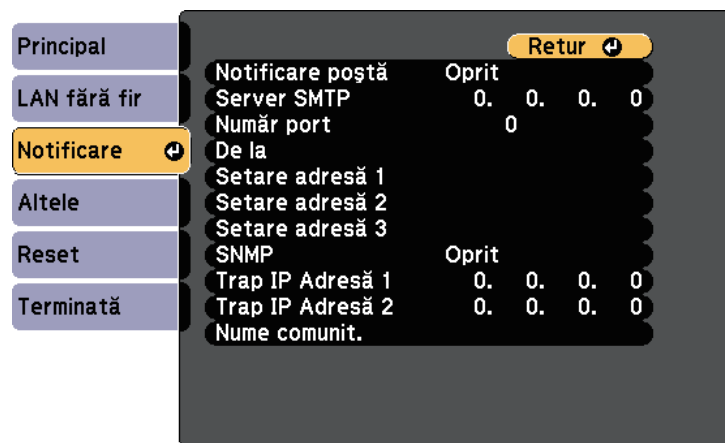 Principal
LAN fără fir
Notificare
Altele
Reset
Terminată
Retur
Notificare poştă Oprit
Server SMTP 0. 0. 0. 0
Număr port 0
De la
Setare adresă 1
Setare adresă 2
Setare adresă 3
SNMP Oprit
Trap IP Adresă 1 0. 0. 0. 0
Trap IP Adresă 2 0. 0. 0. 0
Nume comunit.